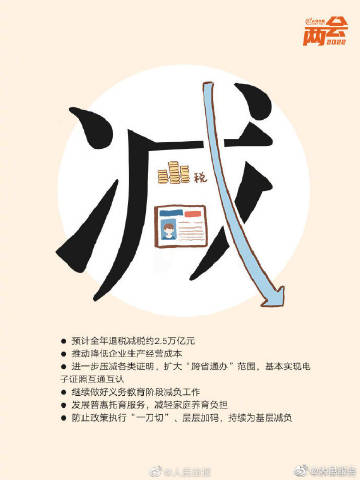 两会
2022
减
税
● 预计全年退税减税约2.5万亿元
● 推动降低企业生产经营成本
● 进一步压减各类证明，扩大“跨省通办”范围，基本实现电
子证照互通互认
● 继续做好义务教育阶段减负工作
● 发展普惠托育服务，减轻家庭养育负担
● 防止政策执行“一刀切”、层层加码，持续为基层减负
@人民日报